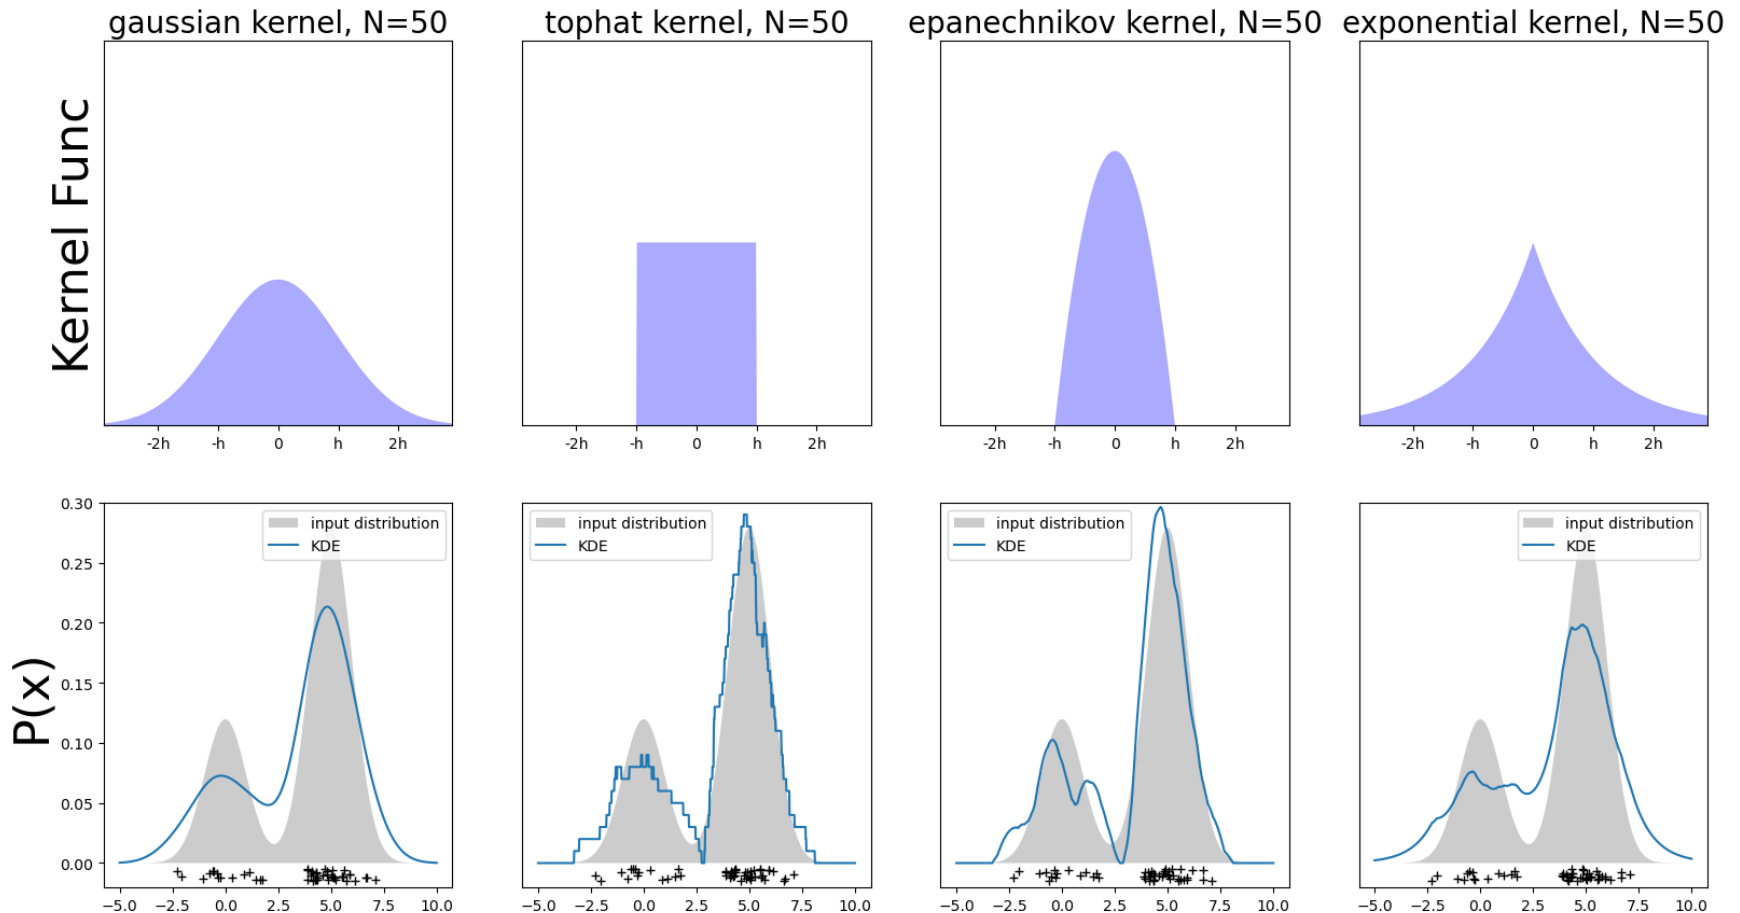 gaussian kernel, N=50
tophat kernel, N=50
epanechnikov kernel, N=50
exponential kernel, N=50
Kernel Func
-2h -h 0 h 2h
-2h -h 0 h 2h
-2h -h 0 h 2h
-2h -h 0 h 2h
P(x)
0.30
0.25
0.20
0.15
0.10
0.05
0.00
input distribution
KDE
−5.0 −2.5 0.0 2.5 5.0 7.5 10.0
input distribution
KDE
−5.0 −2.5 0.0 2.5 5.0 7.5 10.0
input distribution
KDE
−5.0 −2.5 0.0 2.5 5.0 7.5 10.0
input distribution
KDE
−5.0 −2.5 0.0 2.5 5.0 7.5 10.0